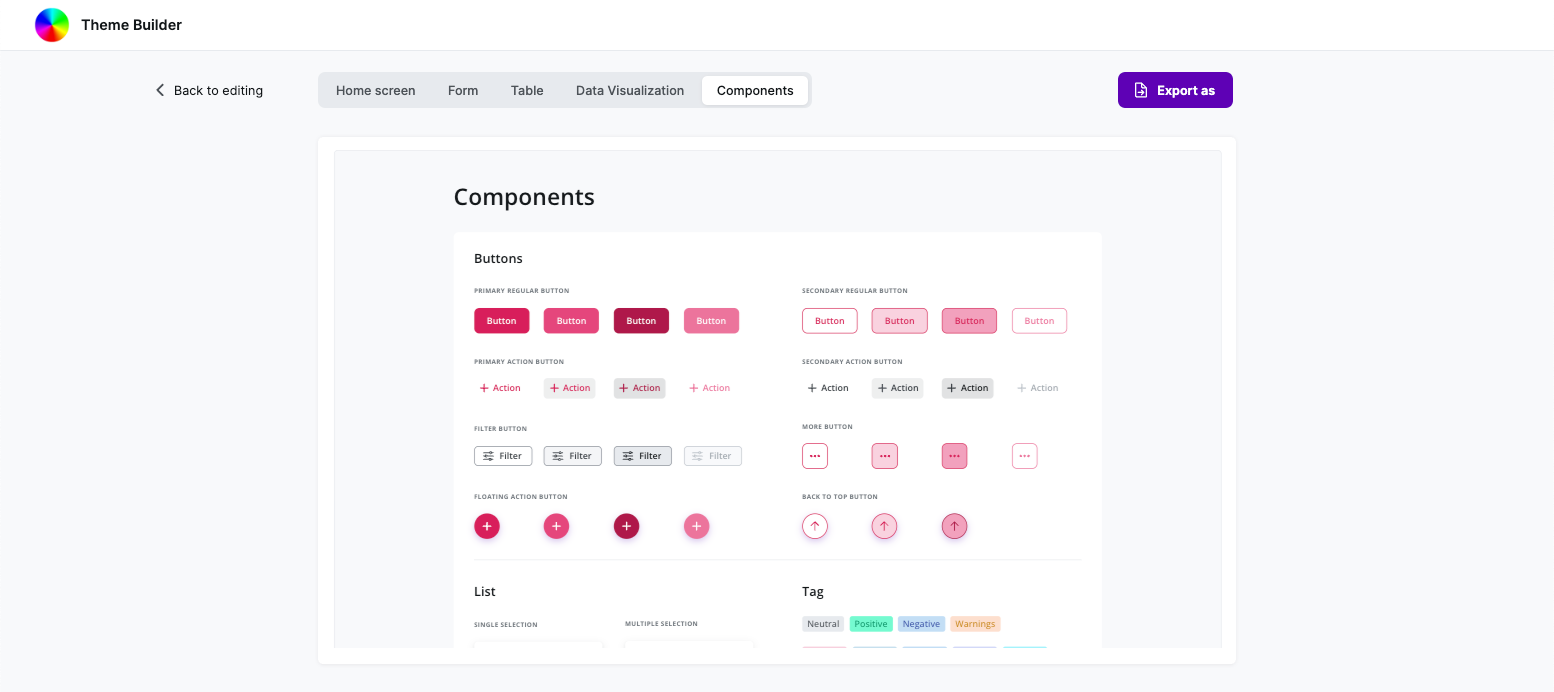 Theme Builder
Back to editing
Home screen Form Table Data Visualization Components
Export as
Components
Buttons
PRIMARY REGULAR BUTTON
Button Button Button Button
SECONDARY REGULAR BUTTON
Button Button Button Button
PRIMARY ACTION BUTTON
Action Action Action Action
SECONDARY ACTION BUTTON
Action Action Action Action
FILTER BUTTON
Filter Filter Filter Filter
MORE BUTTON
FLOATING ACTION BUTTON
BACK TO TOP BUTTON
List
SINGLE SELECTION
MULTIPLE SELECTION
Tag
Neutral Positive Negative Warnings